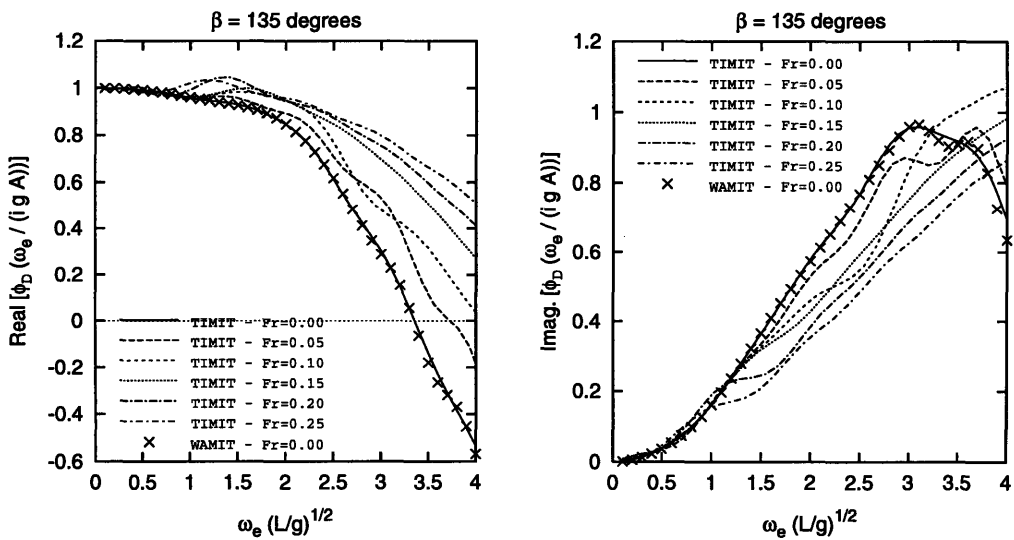 β = 135 degrees
1.2
1
0.8
0.6
0.4
0.2
0
-0.2
-0.4
-0.6
Real [ϕD (ωe / (i g A))]
TIMIT - Fr=0.00
TIMIT - Fr=0.05
TIMIT - Fr=0.10
TIMIT - Fr=0.15
TIMIT - Fr=0.20
TIMIT - Fr=0.25
WAMIT - Fr=0.00
0 0.5 1 1.5 2 2.5 3 3.5 4
ωe (L/g)1/2
β = 135 degrees
1.2
1
0.8
0.6
0.4
0.2
0
Imag. [ϕD (ωe / (i g A))]
TIMIT - Fr=0.00
TIMIT - Fr=0.05
TIMIT - Fr=0.10
TIMIT - Fr=0.15
TIMIT - Fr=0.20
TIMIT - Fr=0.25
WAMIT - Fr=0.00
0 0.5 1 1.5 2 2.5 3 3.5 4
ωe (L/g)1/2